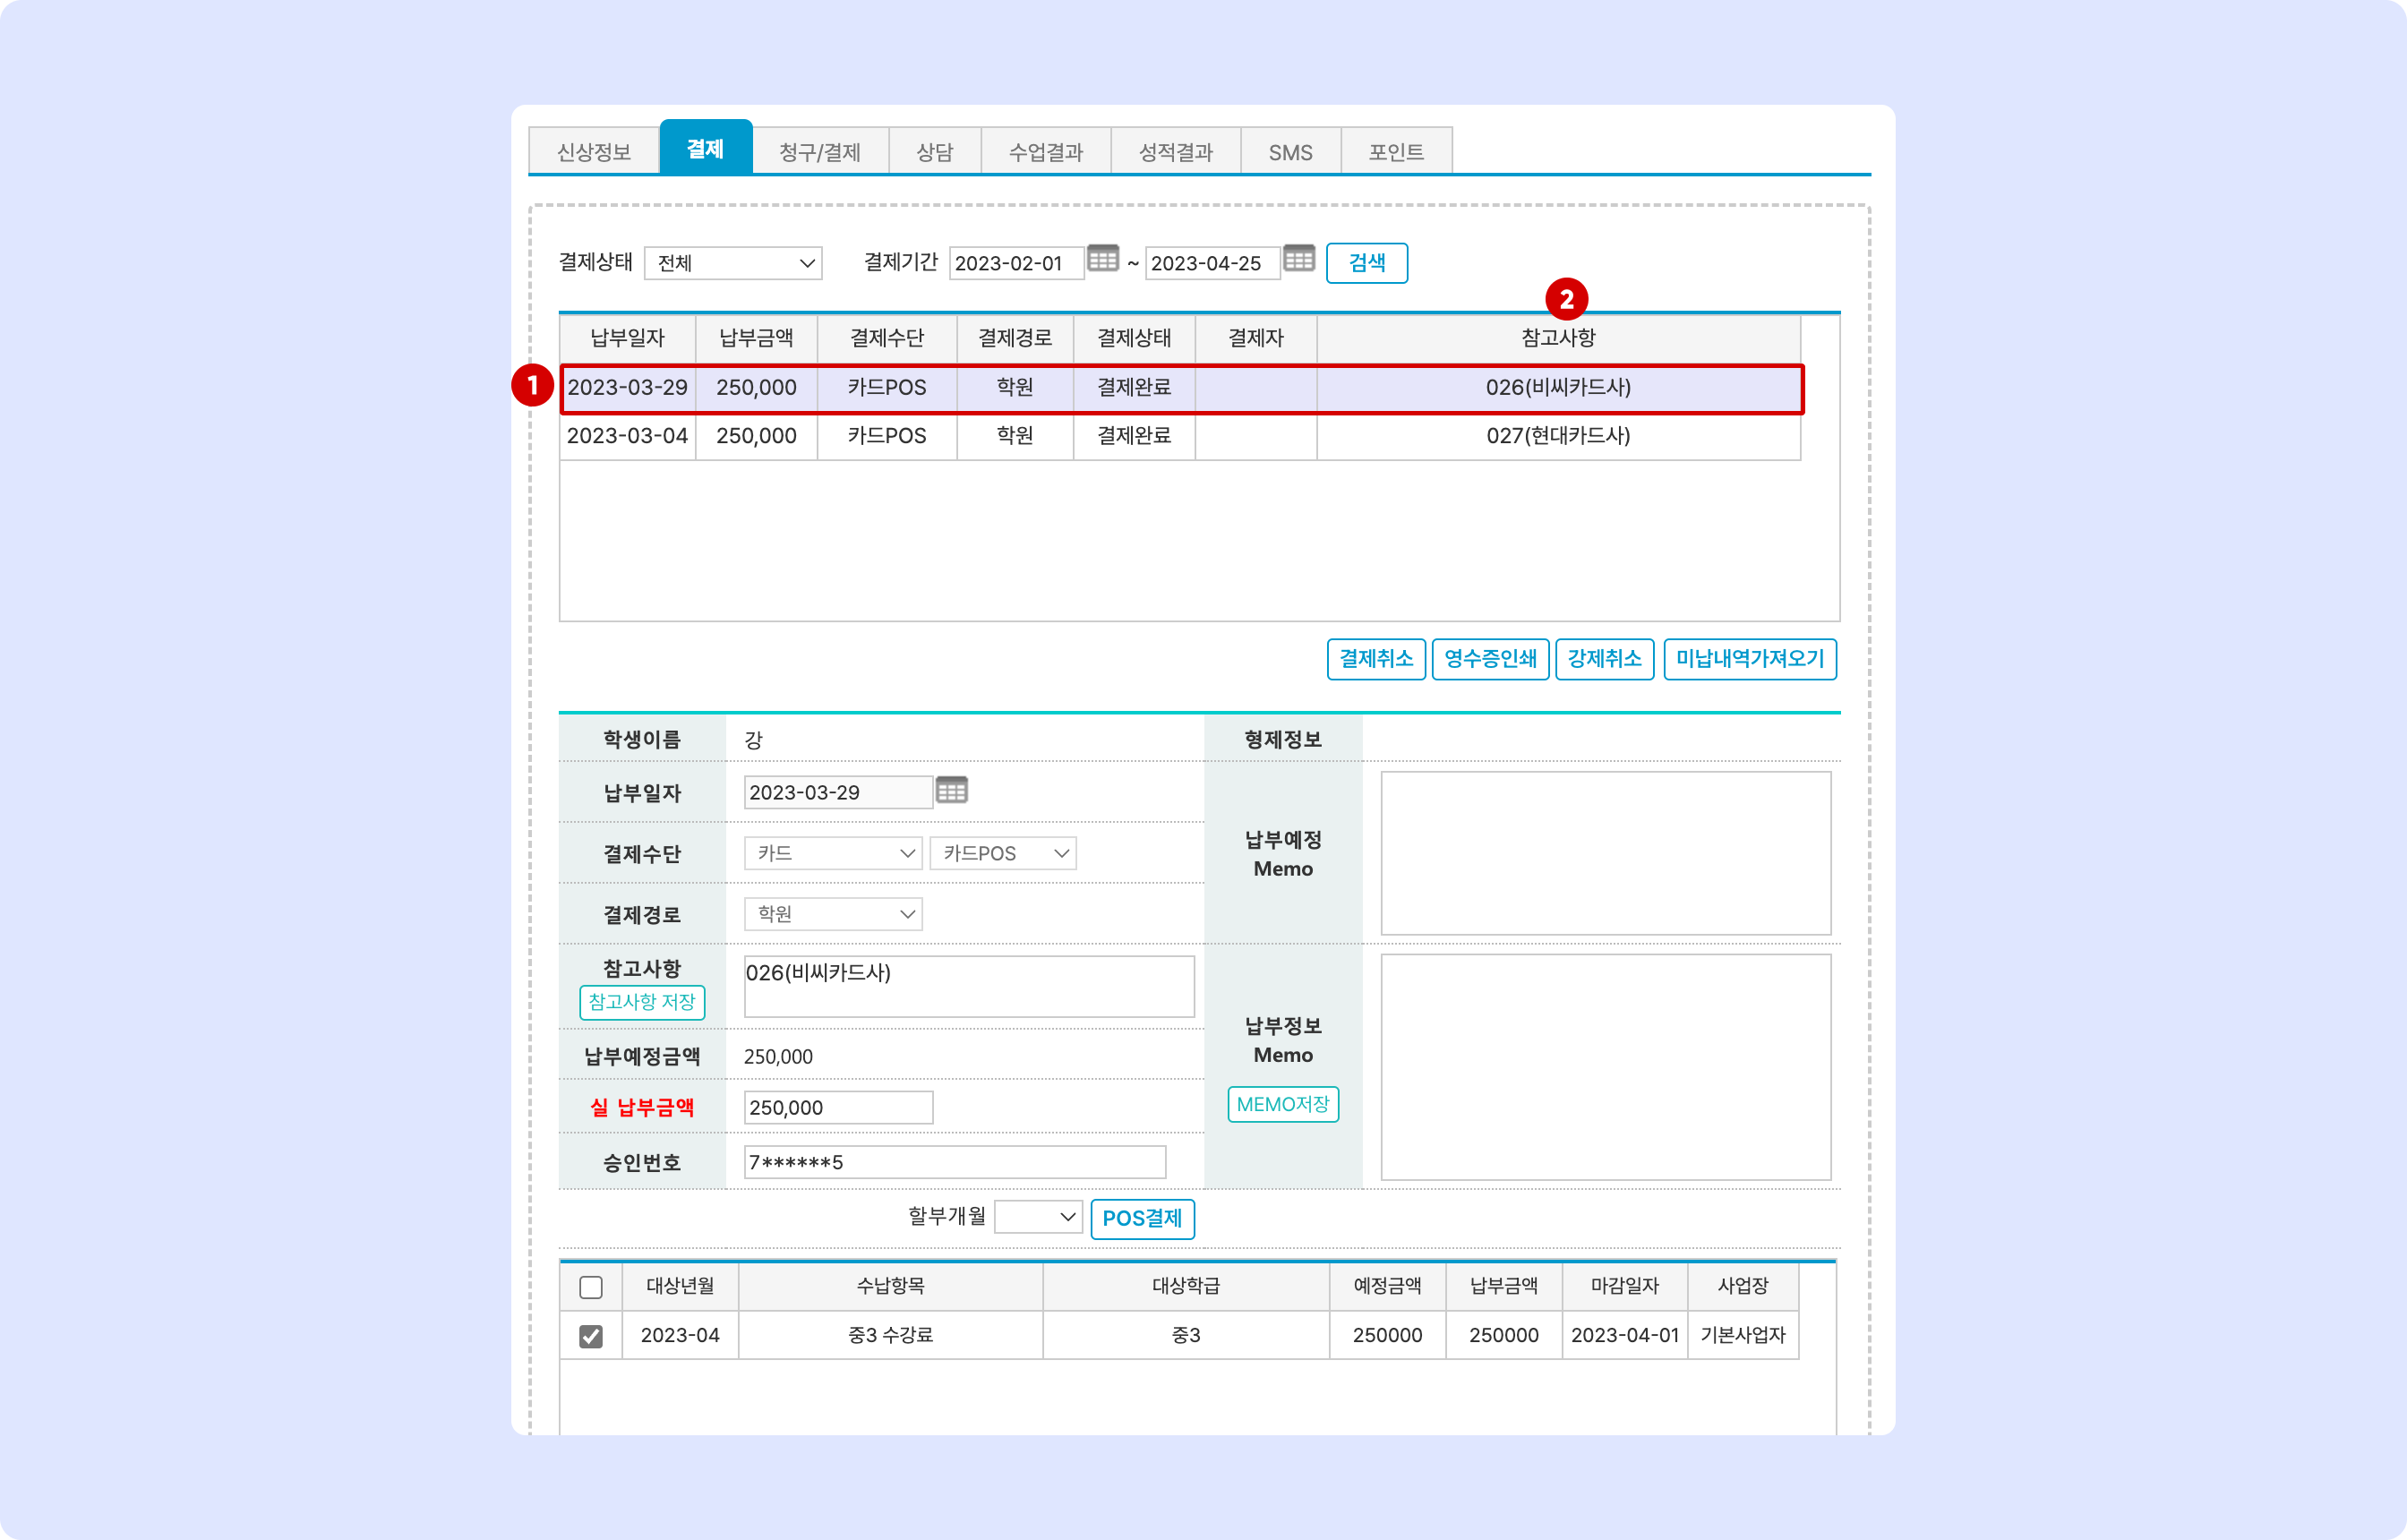 신상정보 결제 청구/결제 상담 수업결과 성적결과 SMS 포인트
결제상태 전체 결제기간 2023-02-01 ~ 2023-04-25 검색
2
납부일자 납부금액 결제수단 결제경로 결제상태 결제자 참고사항
1 2023-03-29 250,000 카드POS 학원 결제완료 026(비씨카드사)
2023-03-04 250,000 카드POS 학원 결제완료 027(현대카드사)
결제취소 영수증인쇄 강제취소 미납내역가져오기
학생이름 강 형제정보
납부일자 2023-03-29
결제수단 카드 카드POS
납부예정
Memo
결제경로 학원
참고사항 026(비씨카드사)
참고사항 저장
납부정보
Memo
납부예정금액 250,000
MEMO저장
실 납부금액 250,000
승인번호 7******5
할부개월 POS결제
대상년월 수납항목 대상학급 예정금액 납부금액 마감일자 사업장
2023-04 중3 수강료 중3 250000 250000 2023-04-01 기본사업자